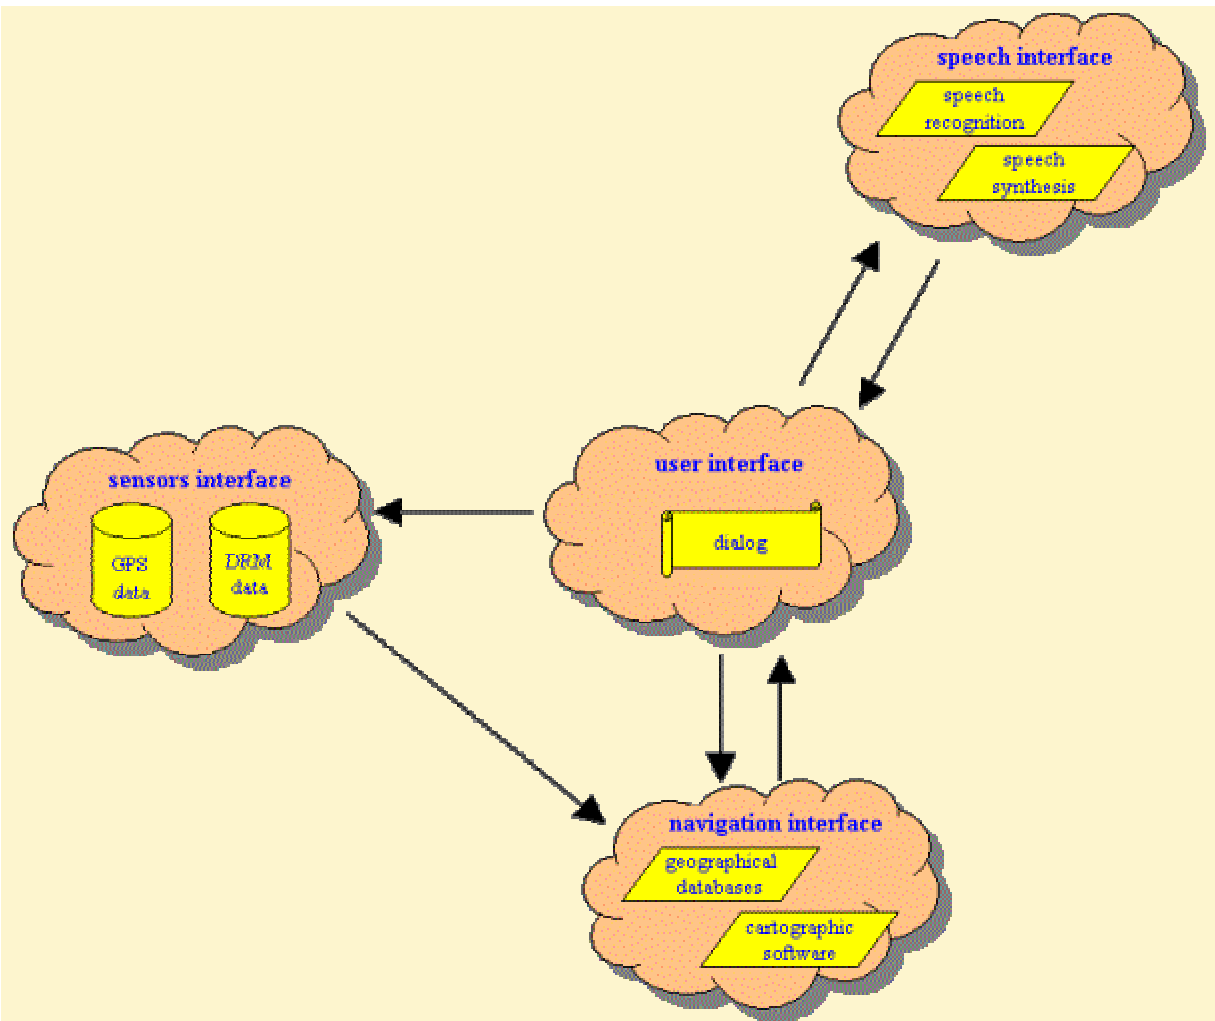 speech interface
speech
recognition
speech
synthesis
sensors interface
GPS
data
DRM
data
user interface
dialog
navigation interface
geographical
databases
cartographic
software